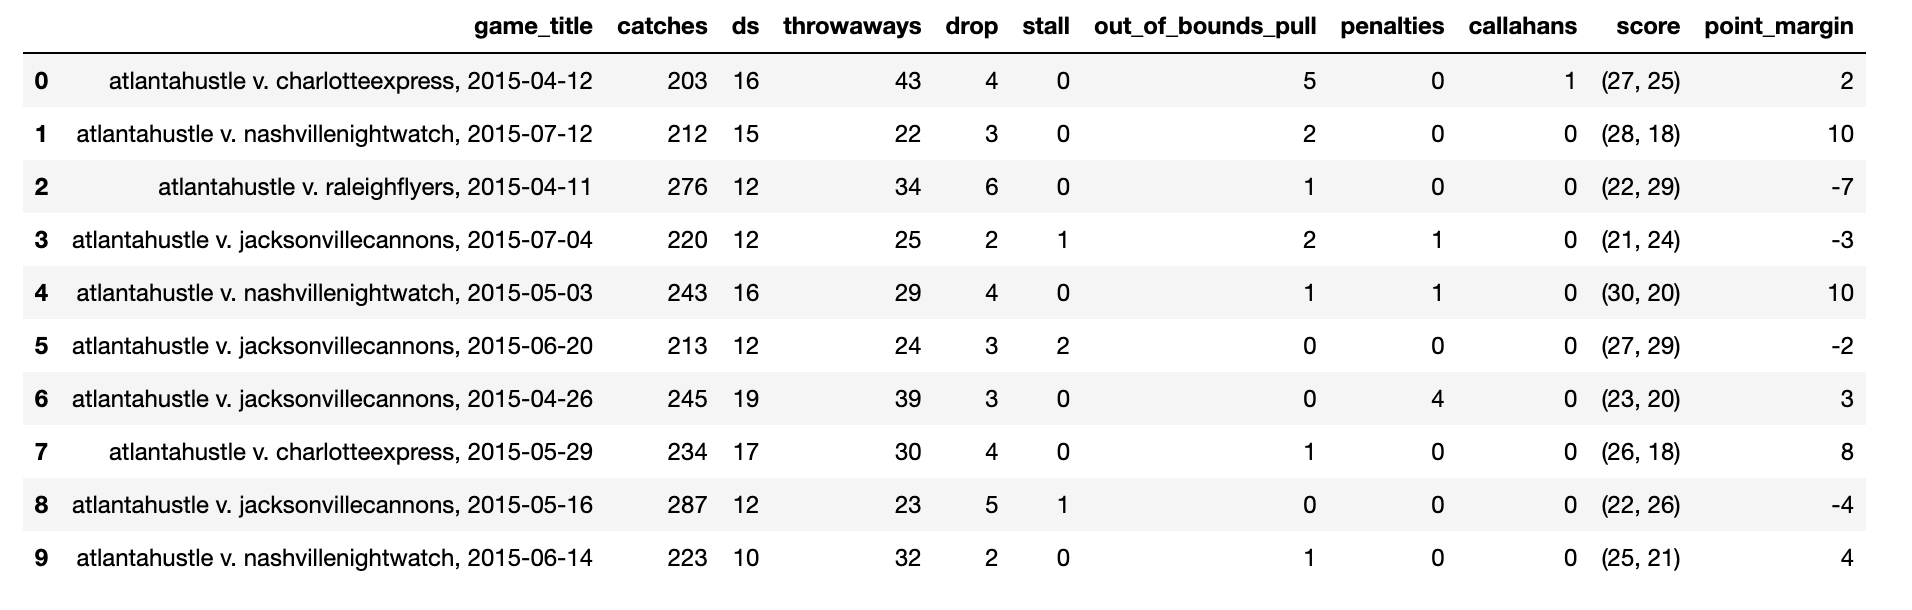 game_title catches ds throwaways drop stall out_of_bounds_pull penalties callahans score point_margin
0 atlantahustle v. charlotteexpress, 2015-04-12 203 16 43 4 0 5 0 1 (27, 25) 2
1 atlantahustle v. nashvillenightwatch, 2015-07-12 212 15 22 3 0 2 0 0 (28, 18) 10
2 atlantahustle v. raleighflyers, 2015-04-11 276 12 34 6 0 1 0 0 (22, 29) -7
3 atlantahustle v. jacksonvillecannons, 2015-07-04 220 12 25 2 1 2 1 0 (21, 24) -3
4 atlantahustle v. nashvillenightwatch, 2015-05-03 243 16 29 4 0 1 1 0 (30, 20) 10
5 atlantahustle v. jacksonvillecannons, 2015-06-20 213 12 24 3 2 0 0 0 (27, 29) -2
6 atlantahustle v. jacksonvillecannons, 2015-04-26 245 19 39 3 0 0 4 0 (23, 20) 3
7 atlantahustle v. charlotteexpress, 2015-05-29 234 17 30 4 0 1 0 0 (26, 18) 8
8 atlantahustle v. jacksonvillecannons, 2015-05-16 287 12 23 5 1 0 0 0 (22, 26) -4
9 atlantahustle v. nashvillenightwatch, 2015-06-14 223 10 32 2 0 1 0 0 (25, 21) 4